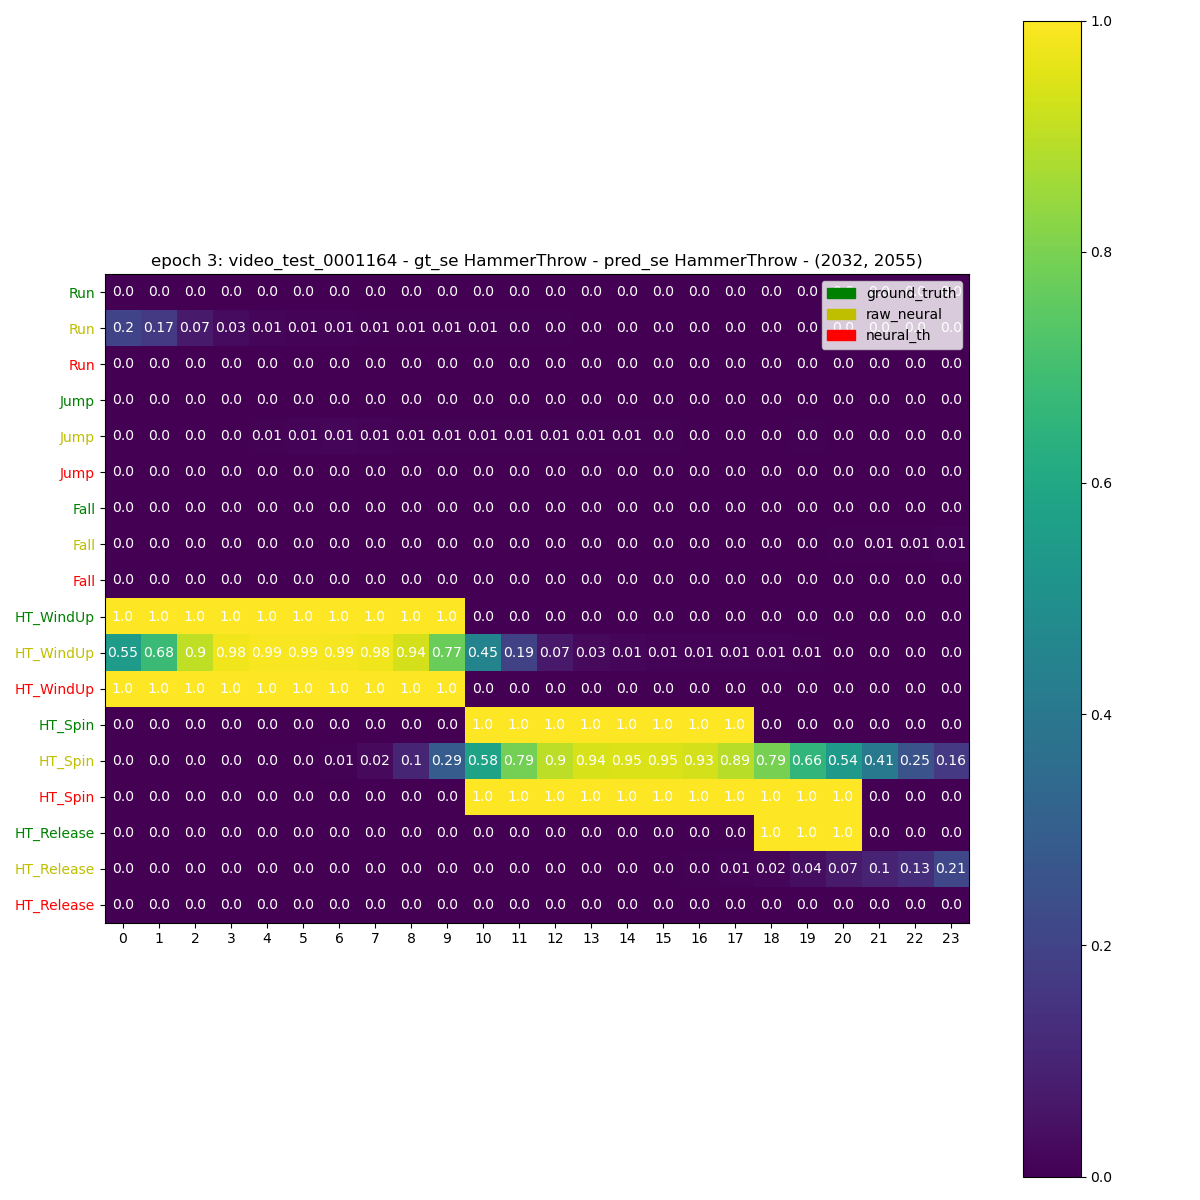 epoch 3: video_test_0001164 - gt_se HammerThrow - pred_se HammerThrow - (2032, 2055)
Run 0.0 0.0 0.0 0.0 0.0 0.0 0.0 0.0 0.0 0.0 0.0 0.0 0.0 0.0 0.0 0.0 0.0 0.0 0.0 0.0 0.0
Run 0.2 0.17 0.07 0.03 0.01 0.01 0.01 0.01 0.01 0.01 0.01 0.0 0.0 0.0 0.0 0.0 0.0 0.0 0.0 0.0 0.0 0.0 0.0 0.0
Run 0.0 0.0 0.0 0.0 0.0 0.0 0.0 0.0 0.0 0.0 0.0 0.0 0.0 0.0 0.0 0.0 0.0 0.0 0.0 0.0 0.0 0.0 0.0 0.0
Jump 0.0 0.0 0.0 0.0 0.0 0.0 0.0 0.0 0.0 0.0 0.0 0.0 0.0 0.0 0.0 0.0 0.0 0.0 0.0 0.0 0.0 0.0 0.0 0.0
Jump 0.0 0.0 0.0 0.0 0.01 0.01 0.01 0.01 0.01 0.01 0.01 0.01 0.01 0.01 0.01 0.0 0.0 0.0 0.0 0.0 0.0 0.0 0.0 0.0
Jump 0.0 0.0 0.0 0.0 0.0 0.0 0.0 0.0 0.0 0.0 0.0 0.0 0.0 0.0 0.0 0.0 0.0 0.0 0.0 0.0 0.0 0.0 0.0 0.0
Fall 0.0 0.0 0.0 0.0 0.0 0.0 0.0 0.0 0.0 0.0 0.0 0.0 0.0 0.0 0.0 0.0 0.0 0.0 0.0 0.0 0.0 0.0 0.0 0.0
Fall 0.0 0.0 0.0 0.0 0.0 0.0 0.0 0.0 0.0 0.0 0.0 0.0 0.0 0.0 0.0 0.0 0.0 0.0 0.0 0.0 0.0 0.01 0.01 0.01
Fall 0.0 0.0 0.0 0.0 0.0 0.0 0.0 0.0 0.0 0.0 0.0 0.0 0.0 0.0 0.0 0.0 0.0 0.0 0.0 0.0 0.0 0.0 0.0 0.0
HT_WindUp 1.0 1.0 1.0 1.0 1.0 1.0 1.0 1.0 1.0 1.0 0.0 0.0 0.0 0.0 0.0 0.0 0.0 0.0 0.0 0.0 0.0 0.0 0.0 0.0
HT_WindUp 0.55 0.68 0.9 0.98 0.99 0.99 0.99 0.98 0.94 0.77 0.45 0.19 0.07 0.03 0.01 0.01 0.01 0.01 0.01 0.01 0.0 0.0 0.0 0.0
HT_WindUp 1.0 1.0 1.0 1.0 1.0 1.0 1.0 1.0 1.0 1.0 0.0 0.0 0.0 0.0 0.0 0.0 0.0 0.0 0.0 0.0 0.0 0.0 0.0 0.0
HT_Spin 0.0 0.0 0.0 0.0 0.0 0.0 0.0 0.0 0.0 0.0 1.0 1.0 1.0 1.0 1.0 1.0 1.0 1.0 0.0 0.0 0.0 0.0 0.0 0.0
HT_Spin 0.0 0.0 0.0 0.0 0.0 0.0 0.01 0.02 0.1 0.29 0.58 0.79 0.9 0.94 0.95 0.95 0.93 0.89 0.79 0.66 0.54 0.41 0.25 0.16
HT_Spin 0.0 0.0 0.0 0.0 0.0 0.0 0.0 0.0 0.0 0.0 1.0 1.0 1.0 1.0 1.0 1.0 1.0 1.0 1.0 1.0 1.0 0.0 0.0 0.0
HT_Release 0.0 0.0 0.0 0.0 0.0 0.0 0.0 0.0 0.0 0.0 0.0 0.0 0.0 0.0 0.0 0.0 0.0 0.0 1.0 1.0 1.0 0.0 0.0 0.0
HT_Release 0.0 0.0 0.0 0.0 0.0 0.0 0.0 0.0 0.0 0.0 0.0 0.0 0.0 0.0 0.0 0.0 0.0 0.01 0.02 0.04 0.07 0.1 0.13 0.21
HT_Release 0.0 0.0 0.0 0.0 0.0 0.0 0.0 0.0 0.0 0.0 0.0 0.0 0.0 0.0 0.0 0.0 0.0 0.0 0.0 0.0 0.0 0.0 0.0 0.0
0 1 2 3 4 5 6 7 8 9 10 11 12 13 14 15 16 17 18 19 20 21 22 23
ground_truth
raw_neural
neural_th
1.0
0.8
0.6
0.4
0.2
0.0